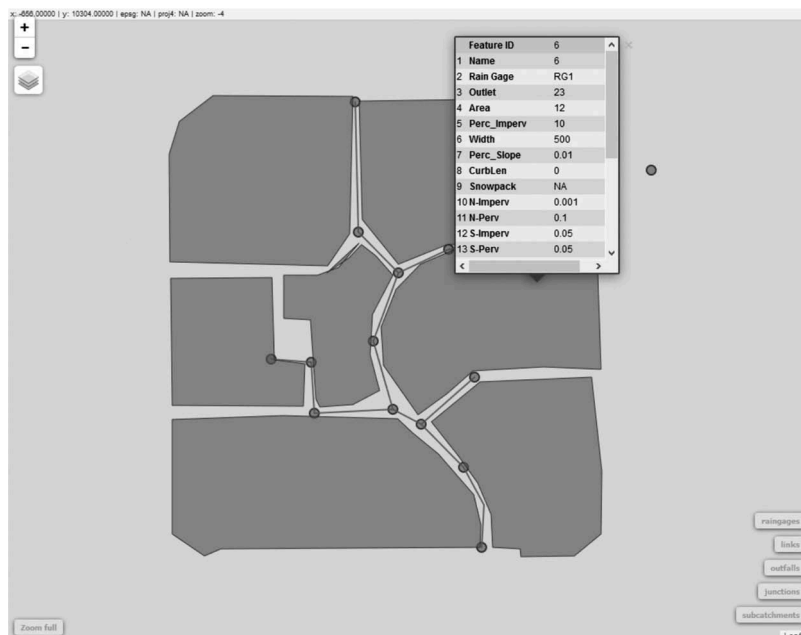 x: -656.00000 | y: 10304.00000 | epsg: NA | proj4: NA | zoom: -4
+
−
Feature ID 6
1 Name 6
2 Rain Gage RG1
3 Outlet 23
4 Area 12
5 Perc_Imperv 10
6 Width 500
7 Perc_Slope 0.01
8 CurbLen 0
9 Snowpack NA
10 N-Imperv 0.001
11 N-Perv 0.1
12 S-Imperv 0.05
13 S-Perv 0.05
raingages
links
outfalls
junctions
subcatchments
Zoom full